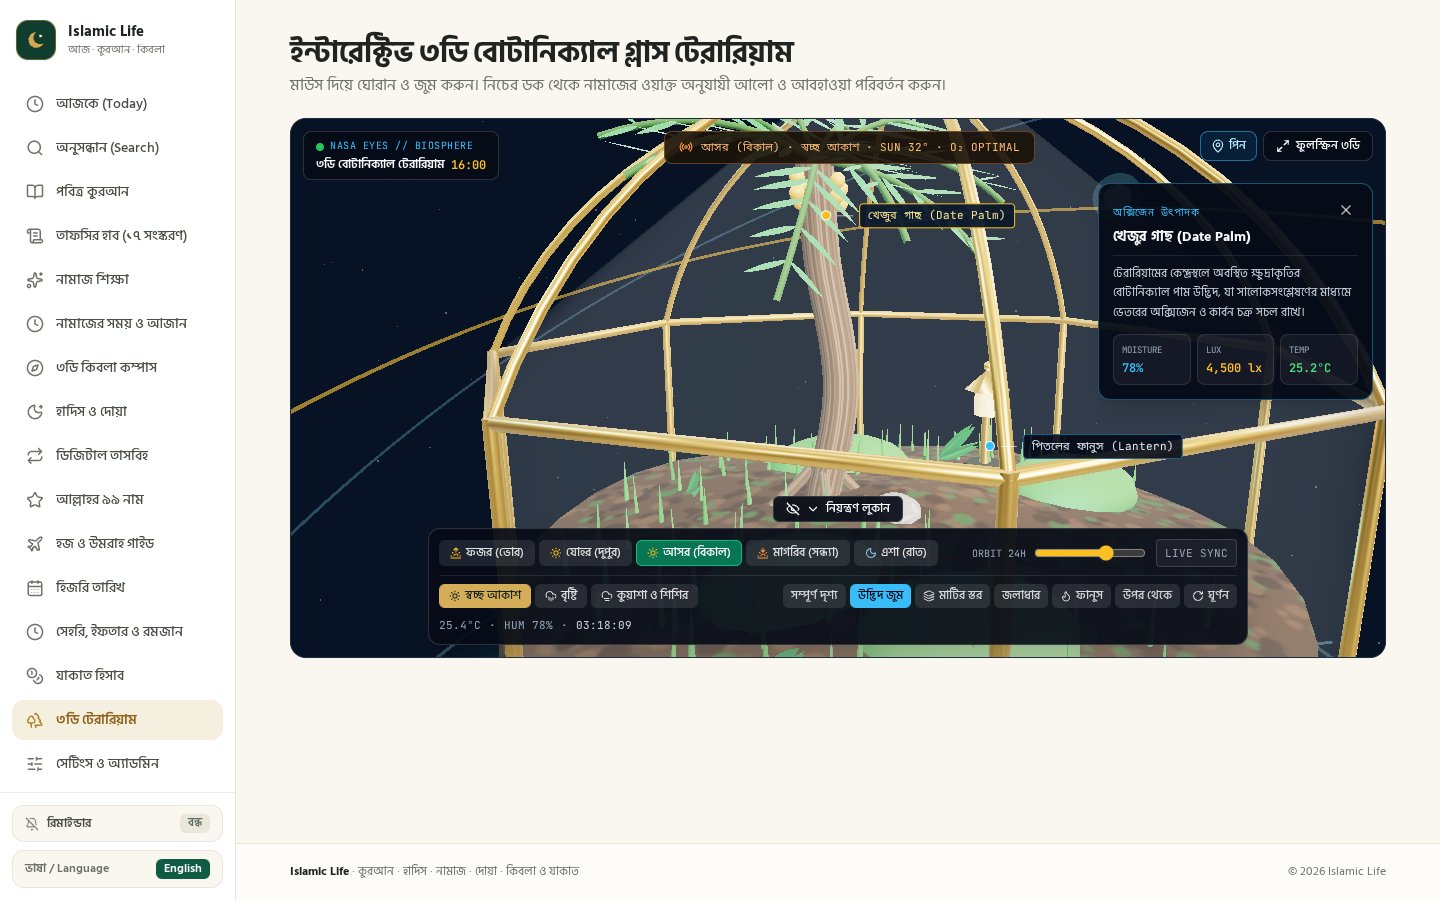 Islamic Life
আজ · কুরআন · কিবলা
আজকে (Today)
অনুসন্ধান (Search)
পবিত্র কুরআন
তাফসির হাব (১৭ সংস্করণ)
নামাজ শিক্ষা
নামাজের সময় ও আজান
৩ডি কিবলা কম্পাস
হাদিস ও দোয়া
ডিজিটাল তাসবিহ
আল্লাহর ৯৯ নাম
হজ ও উমরাহ গাইড
হিজরি তারিখ
সেহরি, ইফতার ও রমজান
যাকাত হিসাব
৩ডি টেরারিয়াম
সেটিংস ও অ্যাডমিন
রিমাইন্ডার বন্ধ
ভাষা / Language English
ইন্টারেক্টিভ ৩ডি বোটানিক্যাল গ্লাস টেরারিয়াম
মাউস দিয়ে ঘোরান ও জুম করুন। নিচের ডক থেকে নামাজের ওয়াক্ত অনুযায়ী আলো ও আবহাওয়া পরিবর্তন করুন।
NASA EYES // BIOSPHERE
৩ডি বোটানিক্যাল টেরারিয়াম 16:00
আসর (বিকাল) · স্বচ্ছ আকাশ · SUN 32° · O₂ OPTIMAL
পিন
ফুলস্ক্রিন ৩ডি
খেজুর গাছ (Date Palm)
অক্সিজেন উৎপাদক
খেজুর গাছ (Date Palm)
টেরারিয়ামের কেন্দ্রস্থলে অবস্থিত ক্ষুদ্রাকৃতির
বোটানিক্যাল পাম উদ্ভিদ, যা সালোকসংশ্লেষণের মাধ্যমে
ভেতরের অক্সিজেন ও কার্বন চক্র সচল রাখে।
MOISTURE LUX TEMP
78% 4,500 lx 25.2°C
পিতলের ফানুস (Lantern)
নিয়ন্ত্রণ লুকান
ফজর (ভোর) যোহর (দুপুর) আসর (বিকাল) মাগরিব (সন্ধ্যা) এশা (রাত) ORBIT 24H LIVE SYNC
স্বচ্ছ আকাশ বৃষ্টি কুয়াশা ও শিশির সম্পূর্ণ দৃশ্য উদ্ভিদ জুম মাটির স্তর জলাধার ফানুস উপর থেকে ঘূর্ণন
25.4°C · HUM 78% · 03:18:09
Islamic Life · কুরআন · হাদিস · নামাজ · দোয়া · কিবলা ও যাকাত
© 2026 Islamic Life